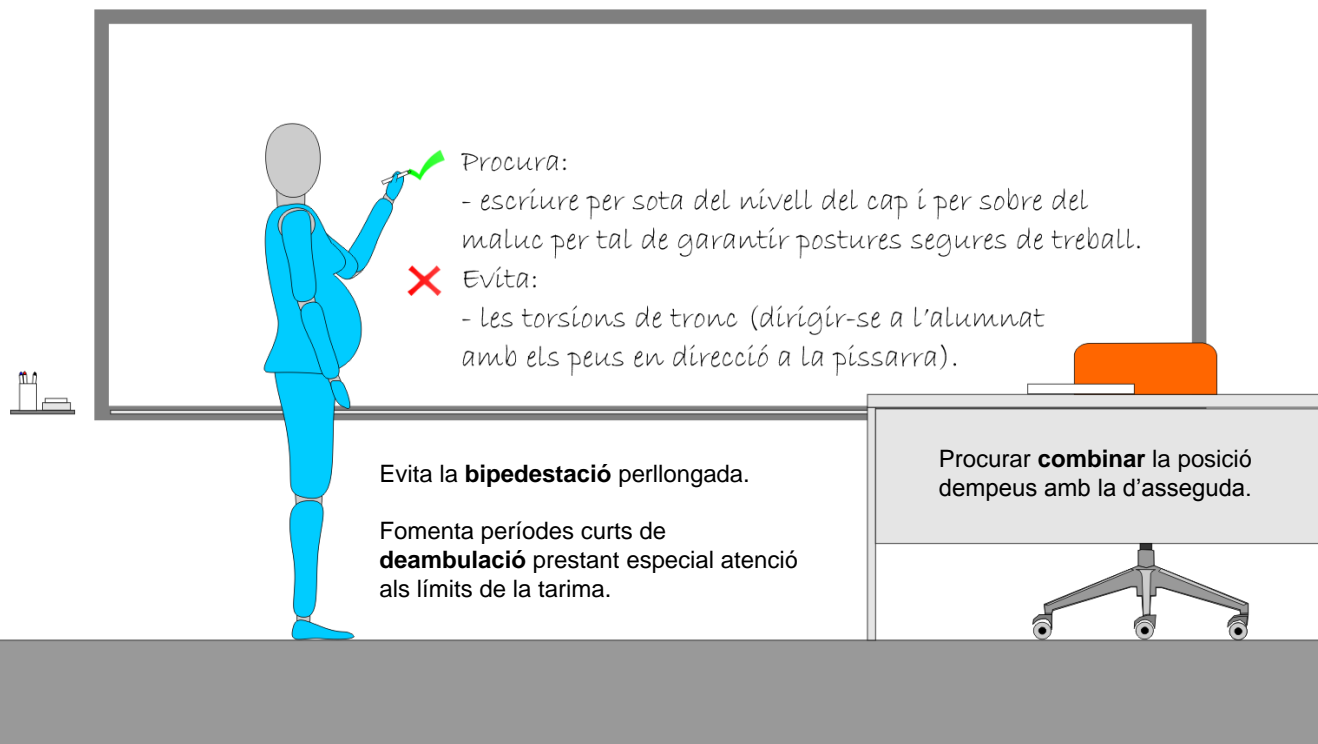 Procura:
- escriure per sota del nivell del cap i per sobre del
maluc per tal de garantir postures segures de treball.
Evita:
- les torsions de tronc (dirigir-se a l'alumnat
amb els peus en direcció a la pissarra).
Evita la bipedestació perllongada.
Fomenta períodes curts de
deambulació prestant especial atenció
als límits de la tarima.
Procurar combinar la posició
dempeus amb la d'asseguda.